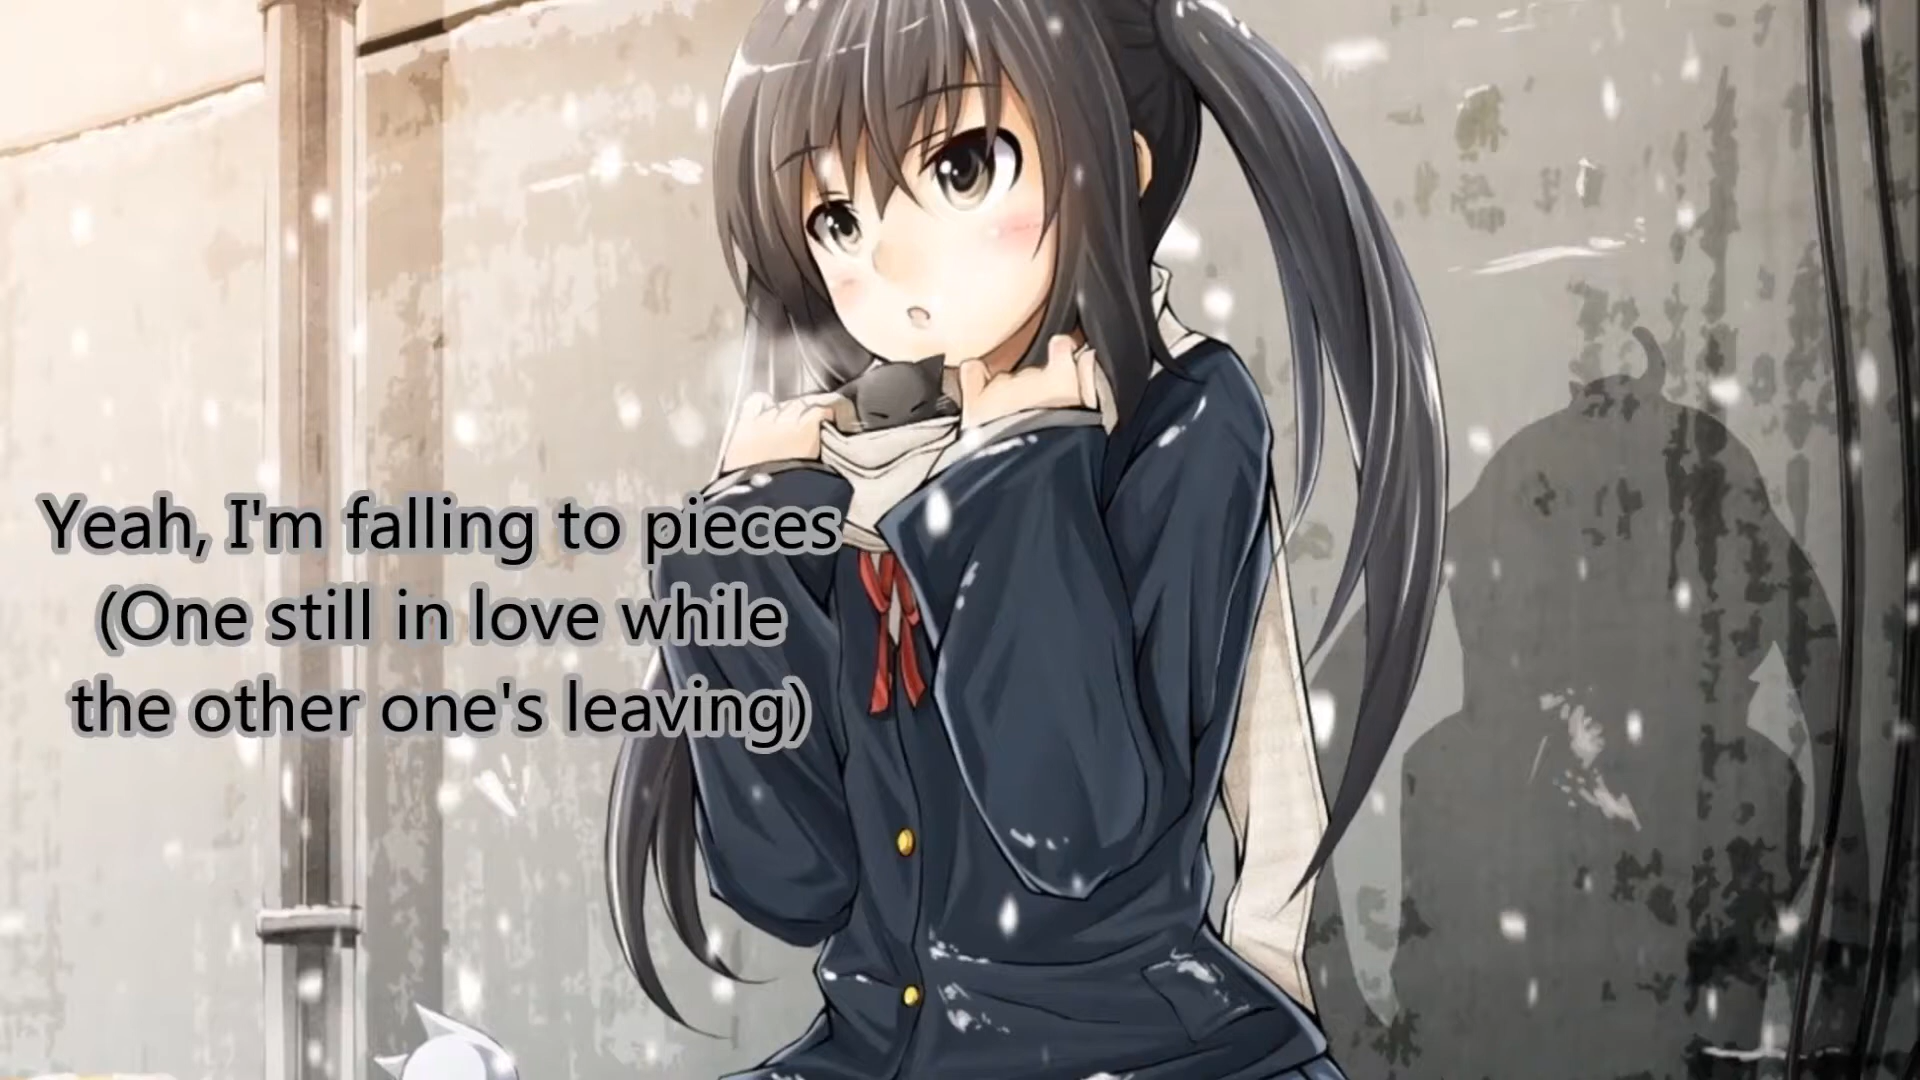 Yeah, I'm falling to pieces
(One still in love while
the other one's leaving)